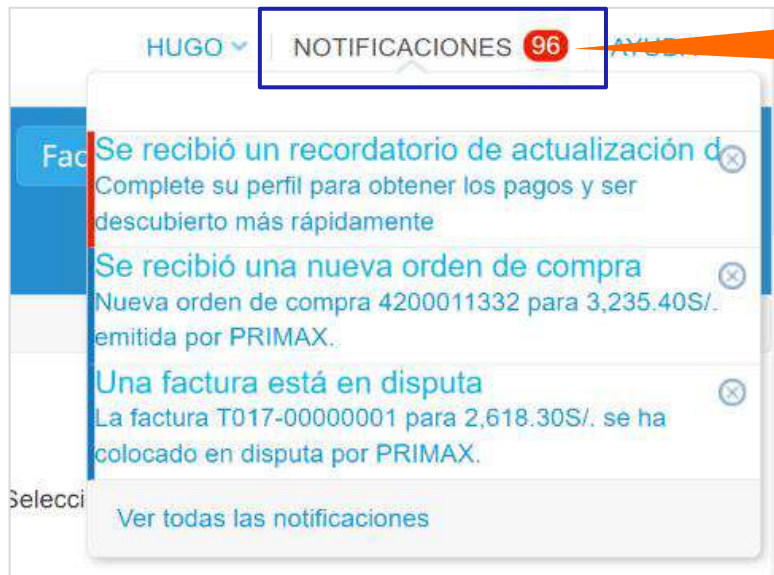 HUGO NOTIFICACIONES 96
Fac
Se recibió un recordatorio de actualización d
Complete su perfil para obtener los pagos y ser
descubierto más rápidamente
Se recibió una nueva orden de compra
Nueva orden de compra 4200011332 para 3,235.40S/.
emitida por PRIMAX.
Una factura está en disputa
La factura T017-00000001 para 2,618.30S/. se ha
colocado en disputa por PRIMAX.
Selecci
Ver todas las notificaciones